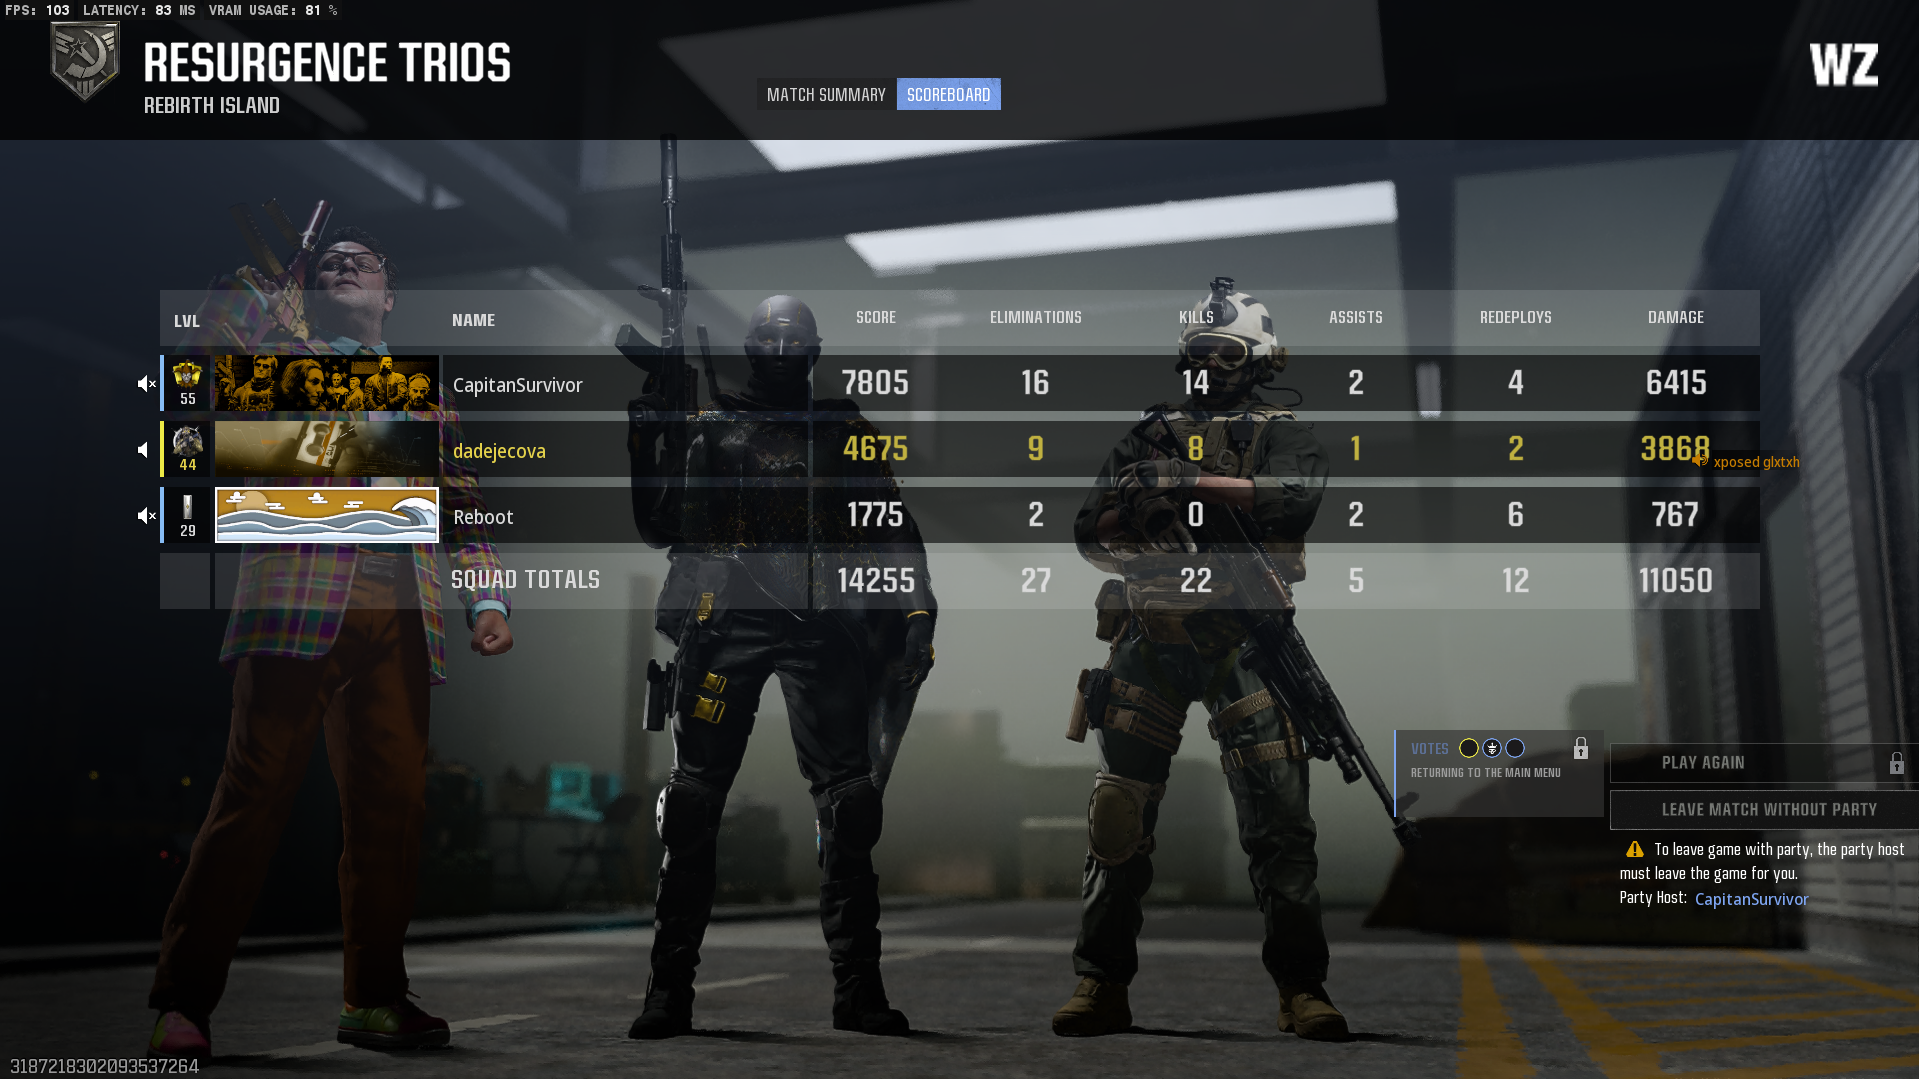 FPS: 103 LATENCY: 83 MS VRAM USAGE: 81 %
RESURGENCE TRIOS
REBIRTH ISLAND
MATCH SUMMARY SCOREBOARD
WZ
LVL NAME SCORE ELIMINATIONS KILLS ASSISTS REDEPLOYS DAMAGE
55 CapitanSurvivor 7805 16 14 2 4 6415
44 dadejecova 4675 9 8 1 2 3868
xposed glxtxh
29 Reboot 1775 2 0 2 6 767
SQUAD TOTALS 14255 27 22 5 12 11050
VOTES
RETURNING TO THE MAIN MENU
PLAY AGAIN
LEAVE MATCH WITHOUT PARTY
To leave game with party, the party host
must leave the game for you.
Party Host: CapitanSurvivor
3187218302093537264